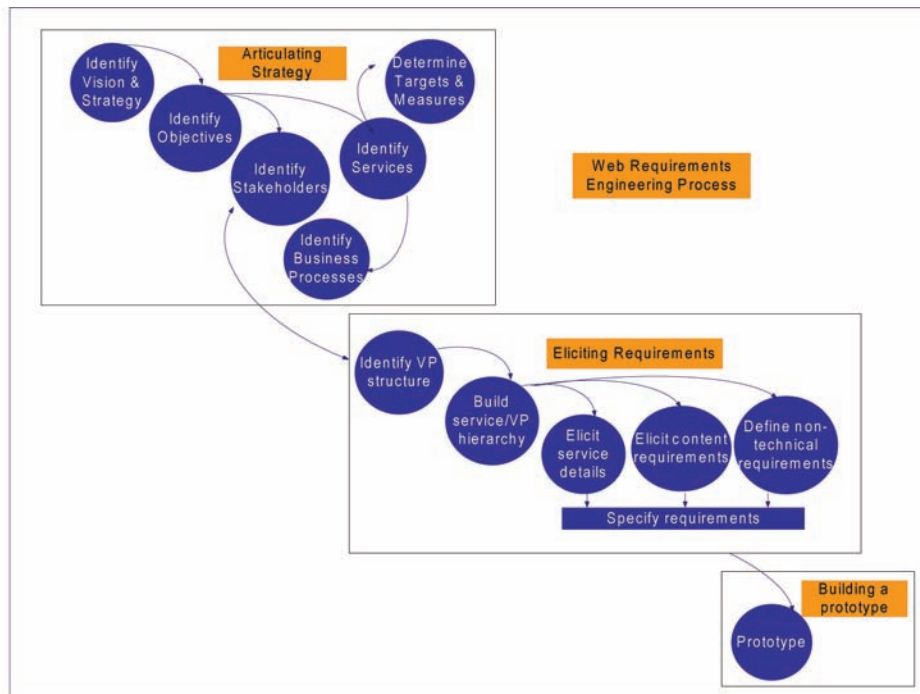 Identify
Vision &
Strategy
Articulating
Strategy
Determine
Targets &
Measures
Identify
Objectives
Identify
Services
Identify
Stakeholders
Identify
Business
Processes
Web Requirements
Engineering Process
Eliciting Requirements
Identify VP
structure
Build
service/VP
hierarchy
Elicit
service
details
Elicit content
requirements
Define non-
technical
requirements
Specify requirements
Building a
prototype
Prototype